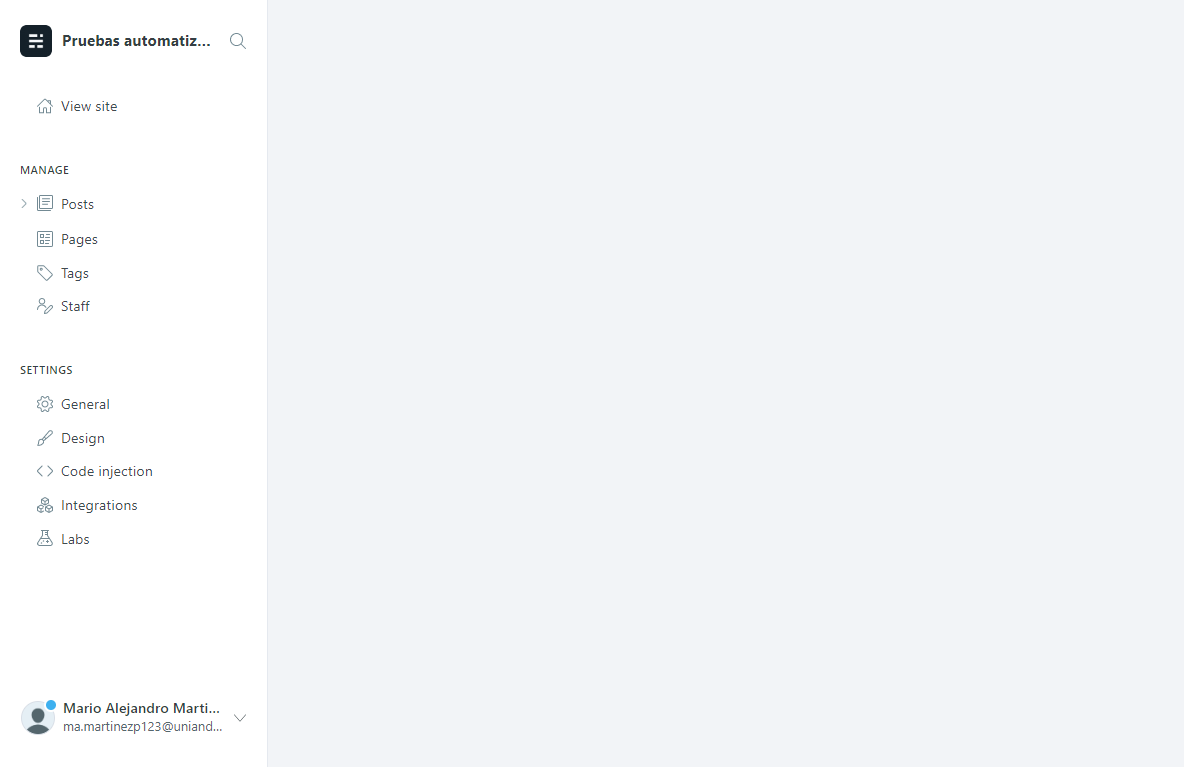 Pruebas automatiz...
View site
MANAGE
Posts
Pages
Tags
Staff
SETTINGS
General
Design
Code injection
Integrations
Labs
Mario Alejandro Marti...
ma.martinezp123@uniand...